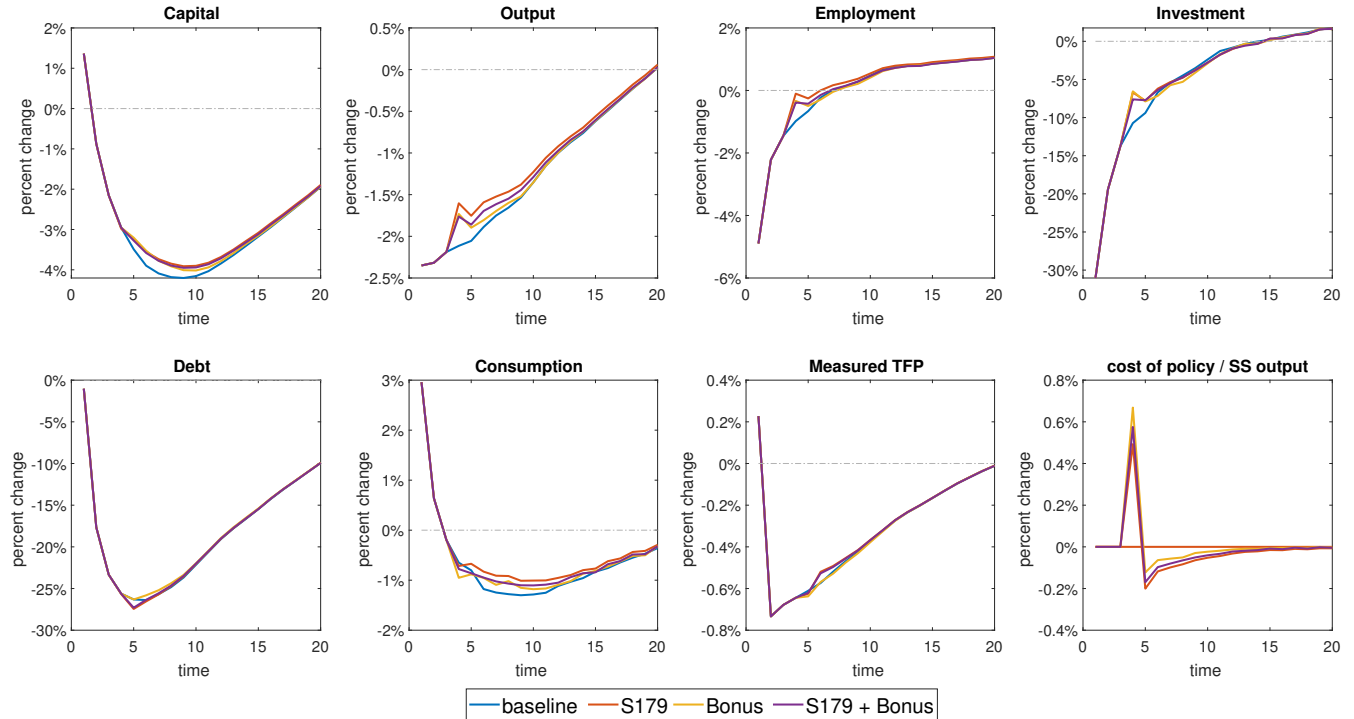 Capital
Output
Employment
Investment
2%
1%
0%
-1%
-2%
-3%
-4%
percent change
0 5 10 15 20
time
0.5%
0%
-0.5%
-1%
-1.5%
-2%
-2.5%
percent change
0 5 10 15 20
time
2%
0%
-2%
-4%
-6%
percent change
0 5 10 15 20
time
0%
-5%
-10%
-15%
-20%
-25%
-30%
percent change
0 5 10 15 20
time
Debt
Consumption
Measured TFP
cost of policy / SS output
0%
-5%
-10%
-15%
-20%
-25%
-30%
percent change
0 5 10 15 20
time
3%
2%
1%
0%
-1%
-2%
percent change
0 5 10 15 20
time
0.4%
0.2%
0%
-0.2%
-0.4%
-0.6%
-0.8%
percent change
0 5 10 15 20
time
0.8%
0.6%
0.4%
0.2%
0%
-0.2%
-0.4%
percent change
0 5 10 15 20
time
baseline S179 Bonus S179 + Bonus